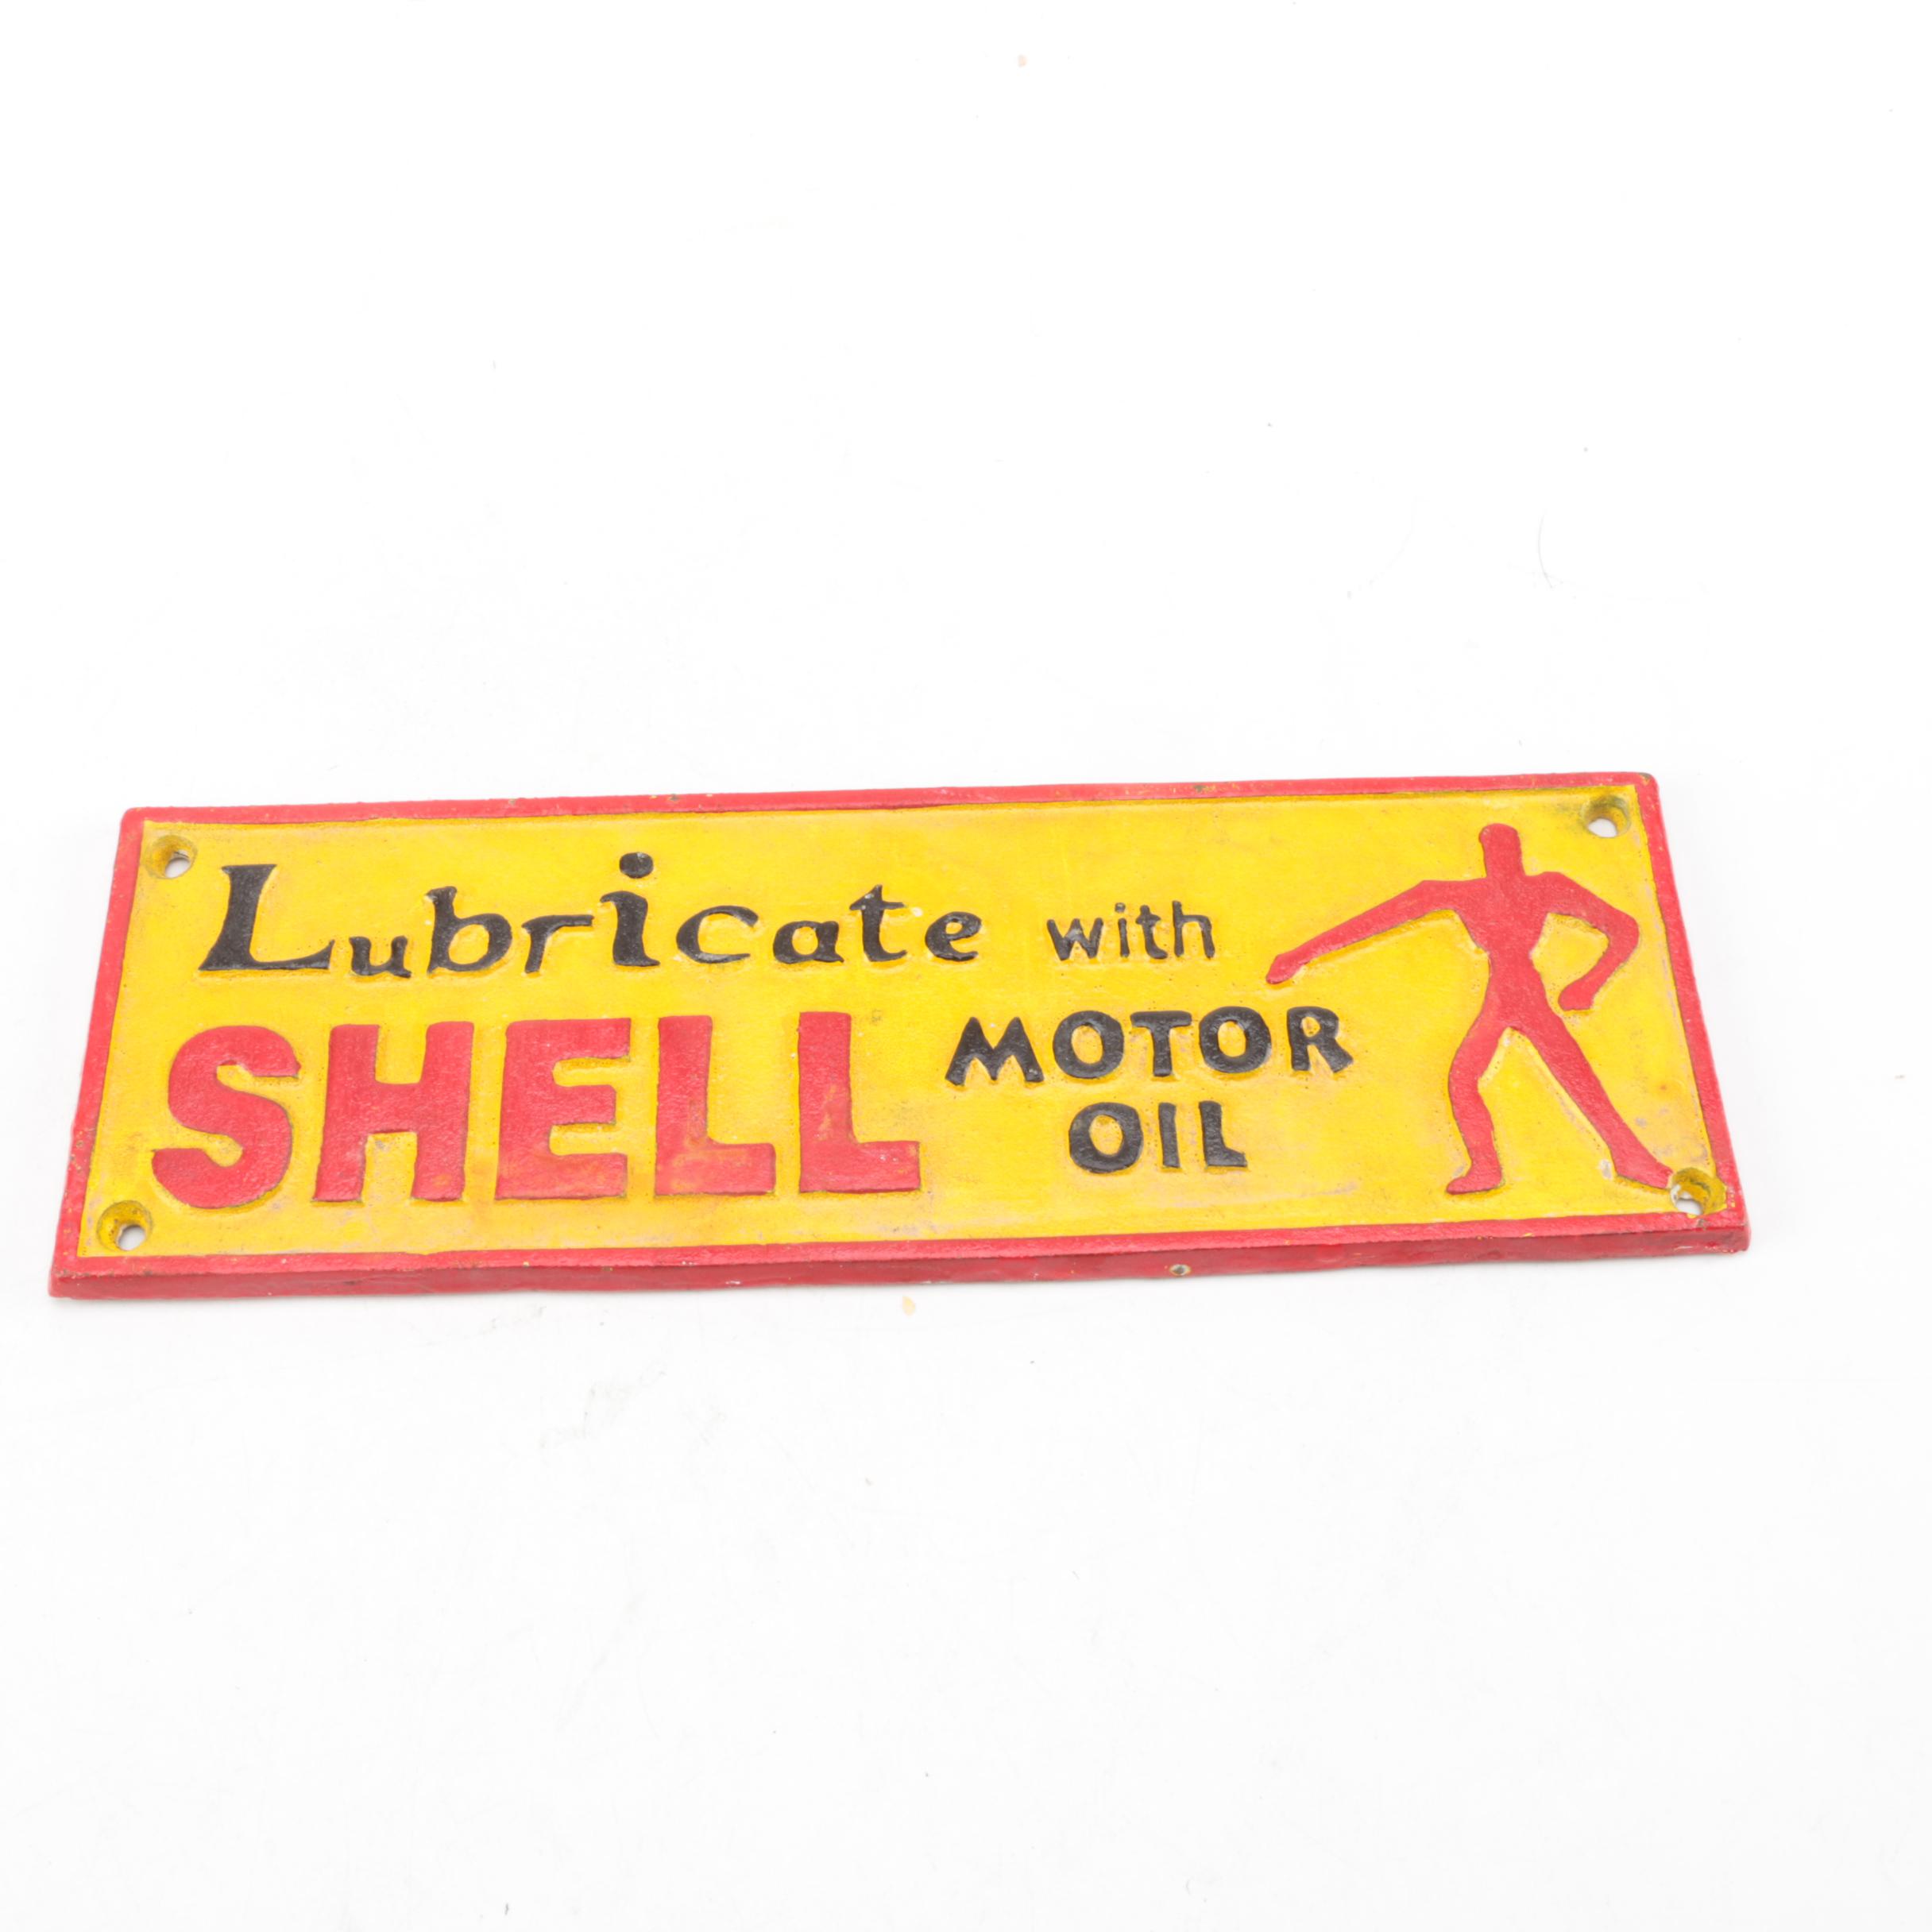 Lubricate with
SHELL MOTOR
OIL